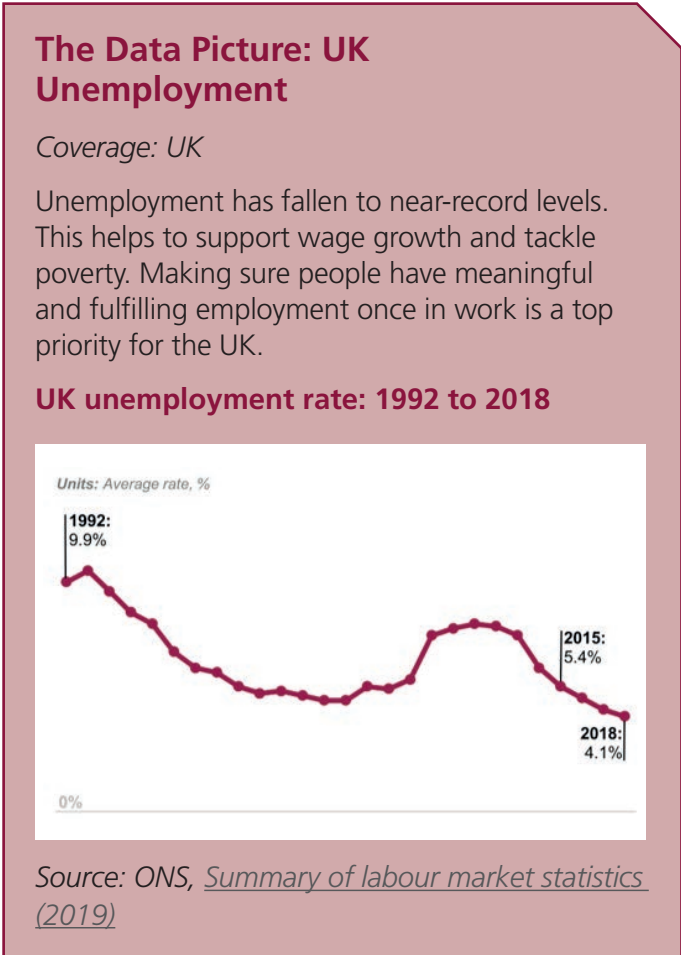 The Data Picture: UK
Unemployment
Coverage: UK
Unemployment has fallen to near-record levels.
This helps to support wage growth and tackle
poverty. Making sure people have meaningful
and fulfilling employment once in work is a top
priority for the UK.
UK unemployment rate: 1992 to 2018
Units: Average rate, %
1992:
9.9%
2015:
5.4%
2018:
4.1%
0%
Source: ONS, Summary of labour market statistics
(2019)